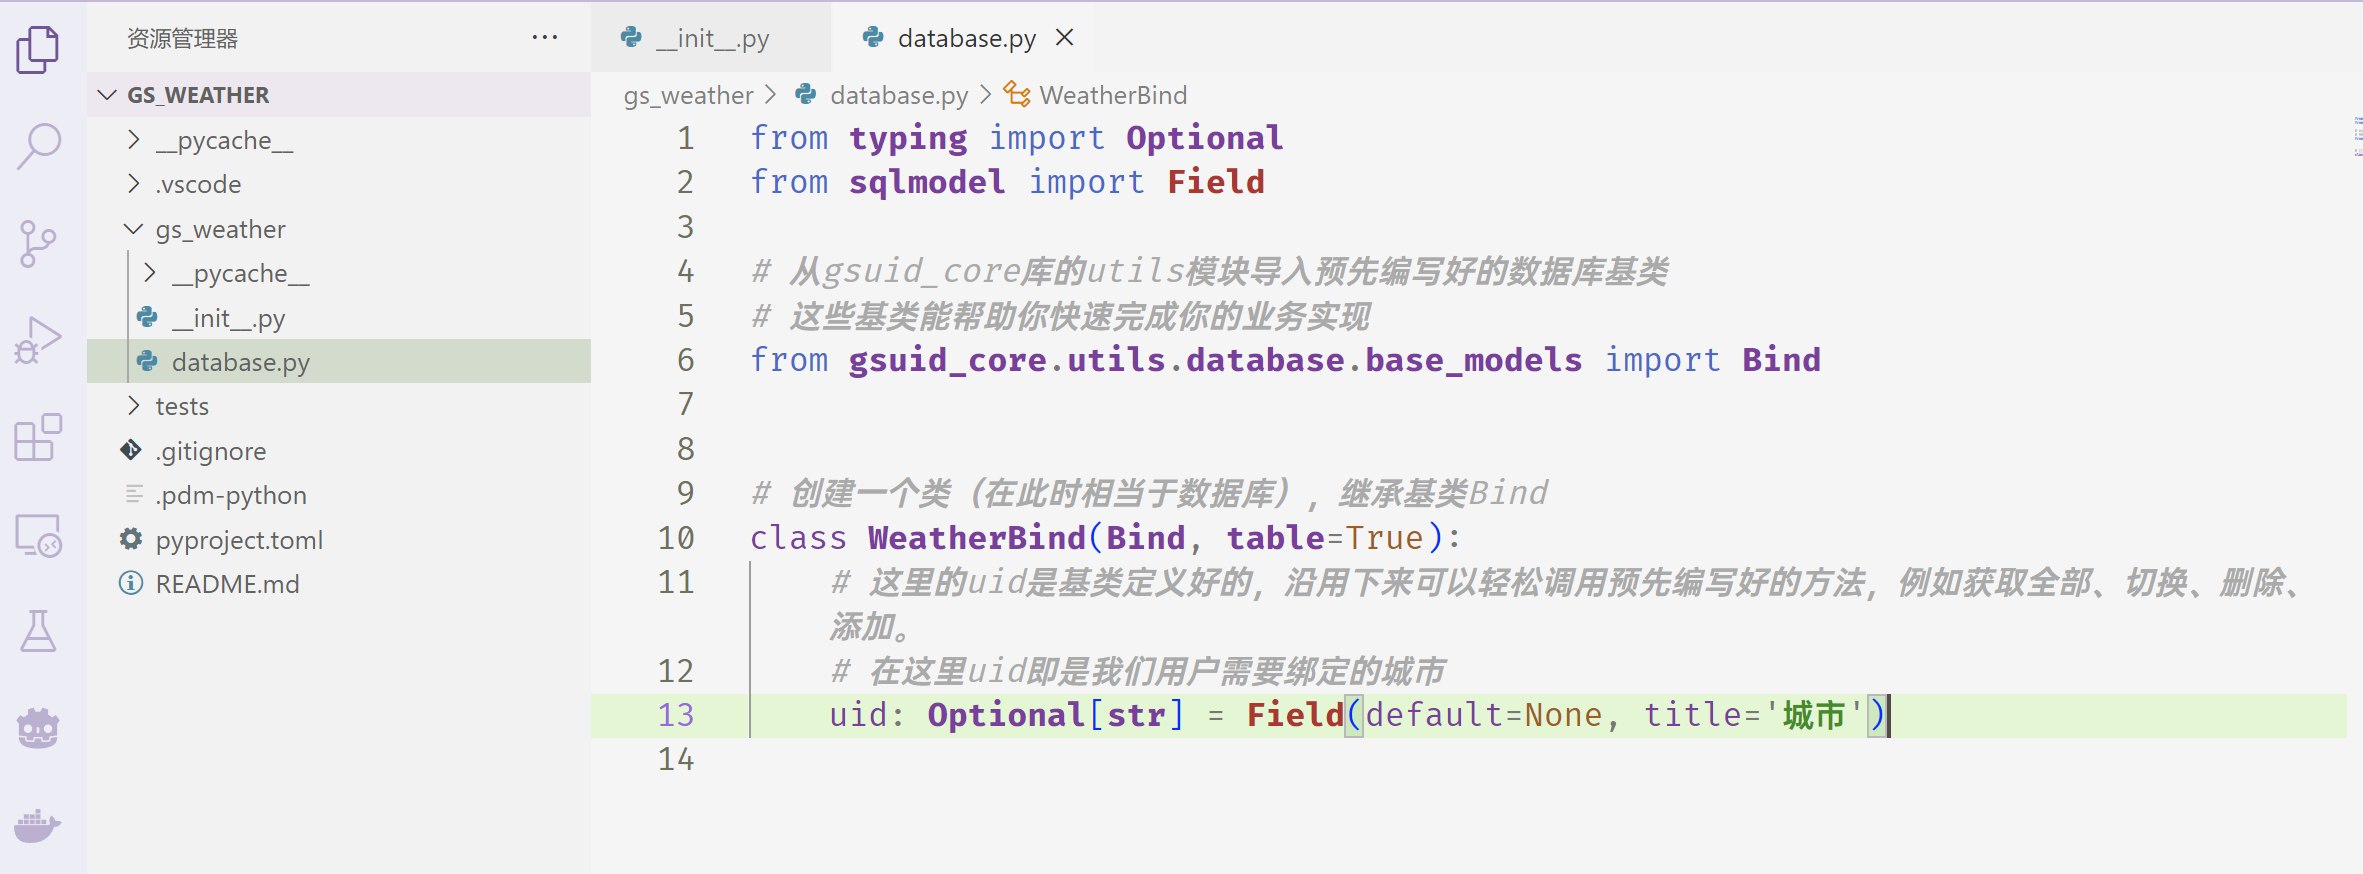 资源管理器
GS_WEATHER
__pycache__
.vscode
gs_weather
__pycache__
__init__.py
database.py
tests
.gitignore
.pdm-python
pyproject.toml
README.md
__init__.py
database.py
gs_weather > database.py > WeatherBind
1 from typing import Optional
2 from sqlmodel import Field
3
4 # 从gsuid_core库的utils模块导入预先编写好的数据库基类
5 # 这些基类能帮助你快速完成你的业务实现
6 from gsuid_core.utils.database.base_models import Bind
7
8
9 # 创建一个类（在此时相当于数据库），继承基类Bind
10 class WeatherBind(Bind, table=True):
11 # 这里的uid是基类定义好的，沿用下来可以轻松调用预先编写好的方法，例如获取全部、切换、删除、
添加。
12 # 在这里uid即是我们用户需要绑定的城市
13 uid: Optional[str] = Field(default=None, title='城市')
14